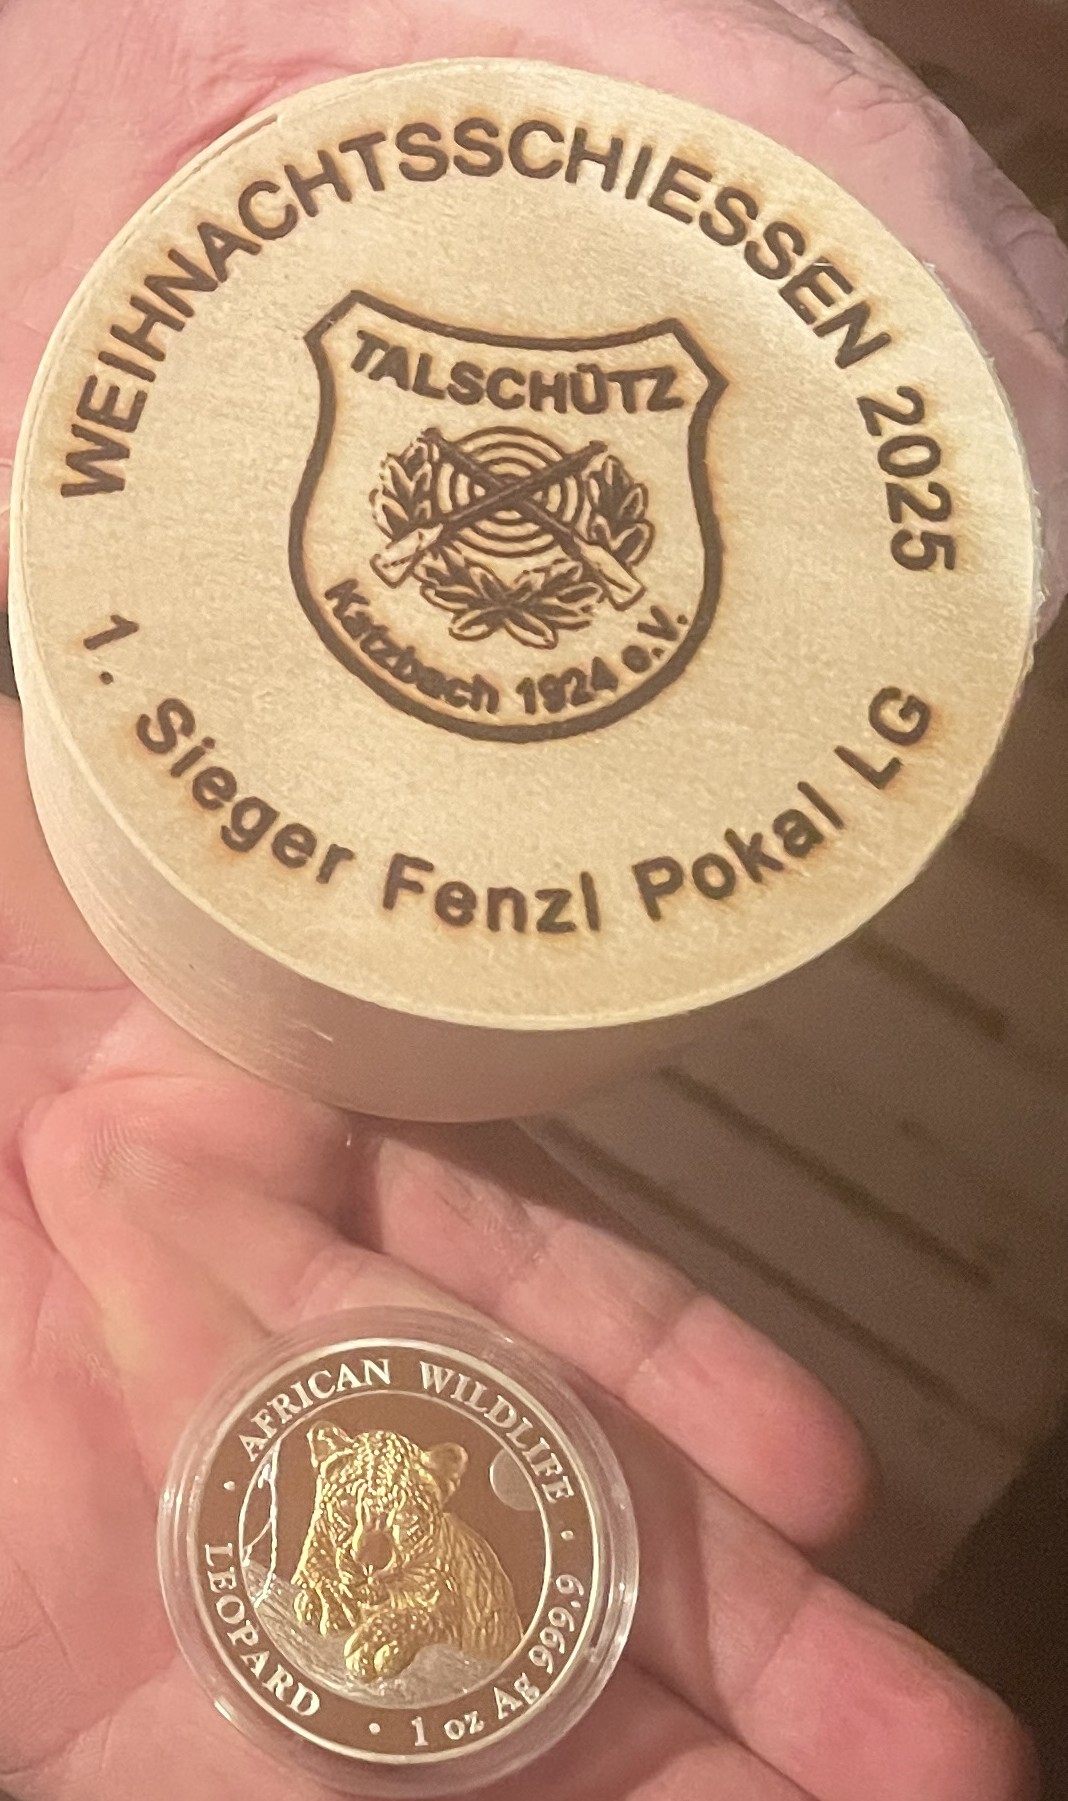 WEIHNACHTSSCHIESSEN 2025
TALSCHÜTZ
Katzbach 1924 e.V.
1. Sieger Fenzl Pokal LG
· AFRICAN WILDLIFE ·
LEOPARD · 1 oz Ag 999.9